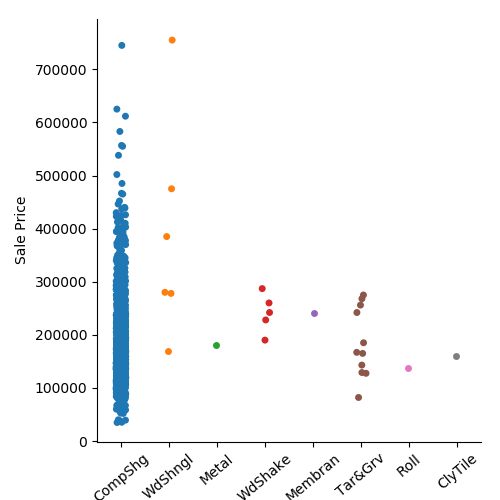 700000
600000
500000
400000
300000
200000
100000
0
Sale Price
CompShg
WdShngl
Metal
WdShake
Membran
Tar&Grv
Roll
ClyTile